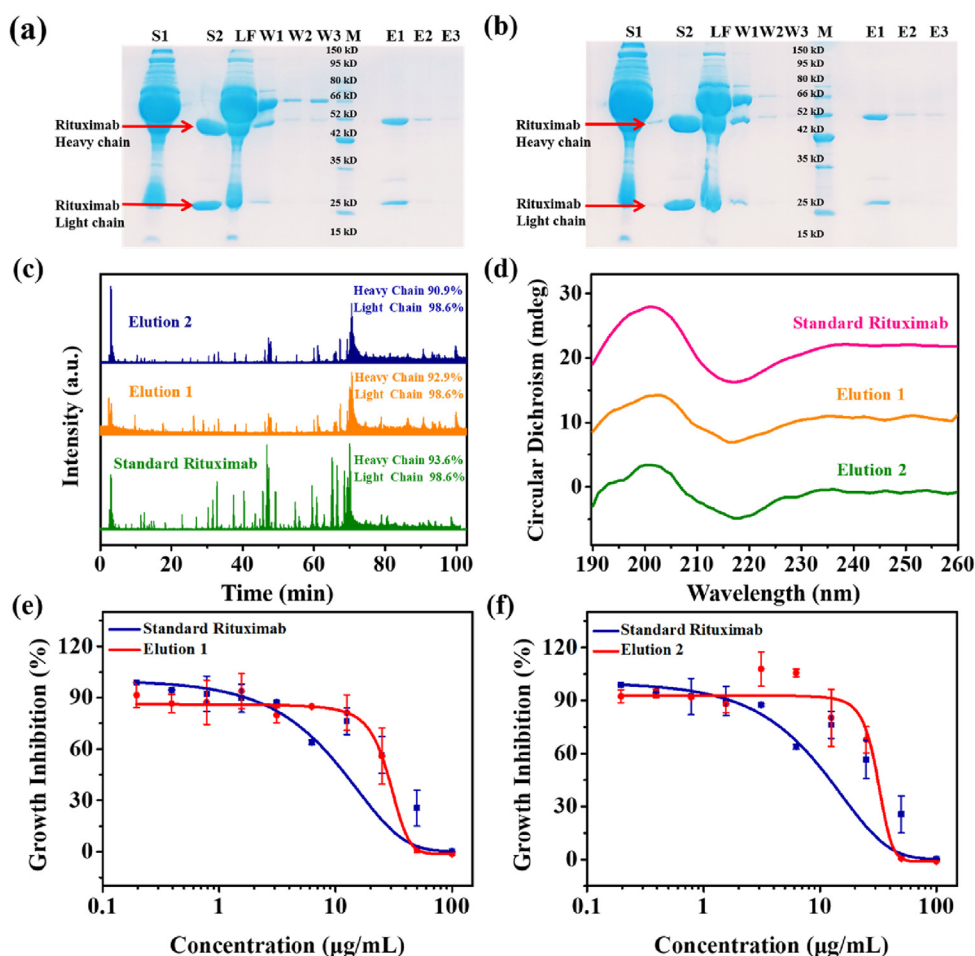 (a)
S1 S2 LF W1 W2 W3 M E1 E2 E3
150 kD
95 kD
80 kD
66 kD
52 kD
42 kD
35 kD
25 kD
15 kD
Rituximab
Heavy chain
Rituximab
Light chain
(b)
S1 S2 LF W1 W2 W3 M E1 E2 E3
150 kD
95 kD
80 kD
66 kD
52 kD
42 kD
35 kD
25 kD
15 kD
Rituximab
Heavy chain
Rituximab
Light chain
(c)
Intensity (a.u.)
Elution 2
Heavy Chain 90.9%
Light Chain 98.6%
Elution 1
Heavy Chain 92.9%
Light Chain 98.6%
Standard Rituximab
Heavy Chain 93.6%
Light Chain 98.6%
0 20 40 60 80 100
Time (min)
(d)
Circular Dichroism (mdeg)
30
20
10
0
Standard Rituximab
Elution 1
Elution 2
190 200 210 220 230 240 250 260
Wavelength (nm)
(e)
Growth Inhibition (%)
120
90
60
30
0
Standard Rituximab
Elution 1
0.1 1 10 100
Concentration (μg/mL)
(f)
Growth Inhibition (%)
120
90
60
30
0
Standard Rituximab
Elution 2
0.1 1 10 100
Concentration (μg/mL)